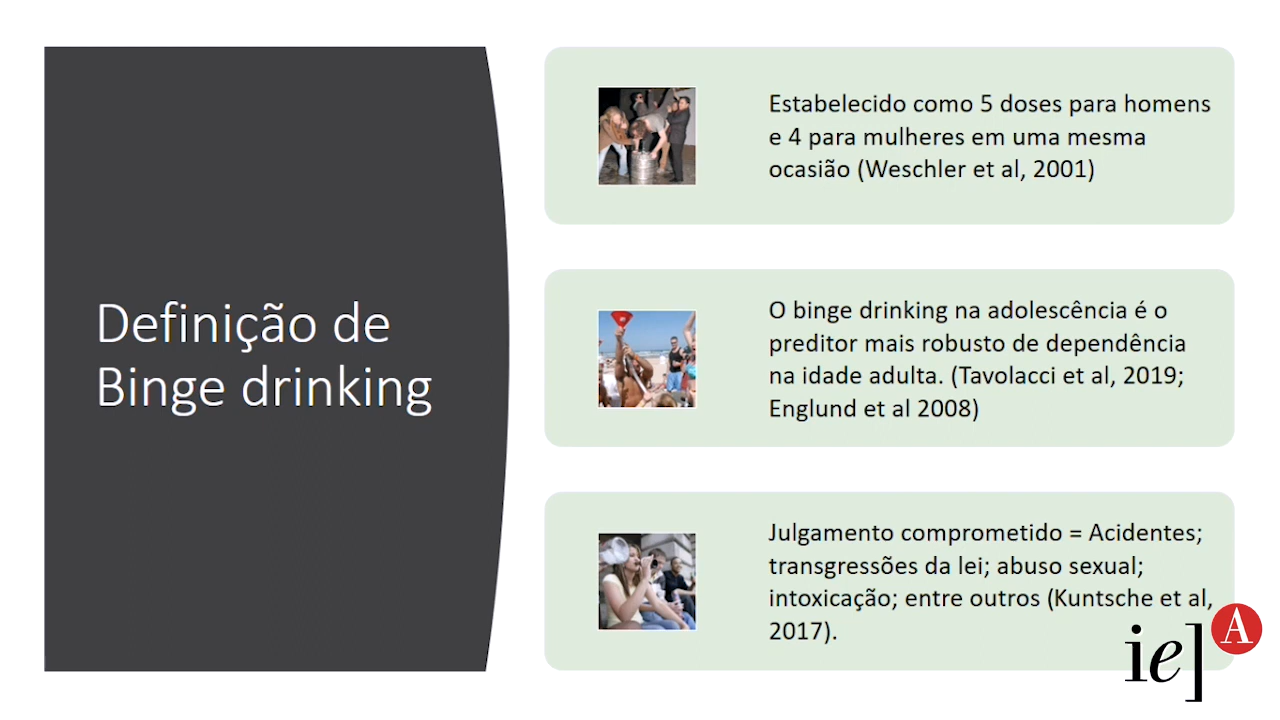 Definição de
Binge drinking
Estabelecido como 5 doses para homens
e 4 para mulheres em uma mesma
ocasião (Weschler et al, 2001)
O binge drinking na adolescência é o
preditor mais robusto de dependência
na idade adulta. (Tavolacci et al, 2019;
Englund et al 2008)
Julgamento comprometido = Acidentes;
transgressões da lei; abuso sexual;
intoxicação; entre outros (Kuntsche et al,
2017).
ie] A